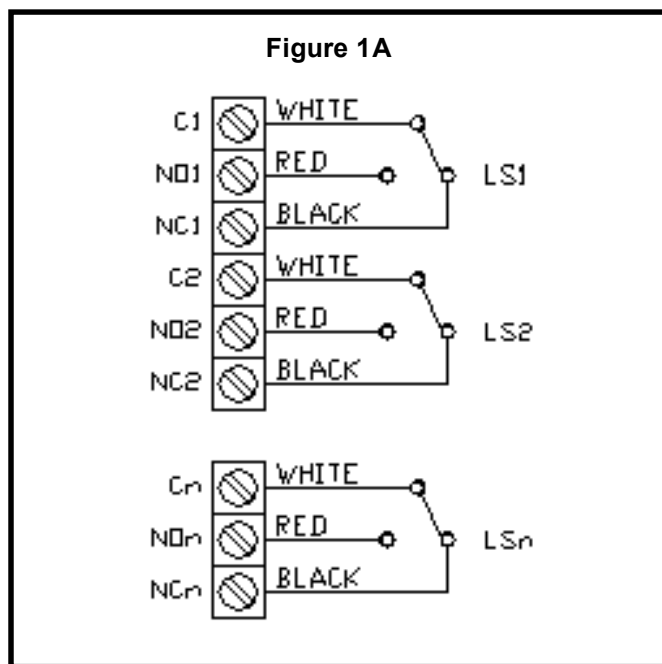 Figure 1A
C1 WHITE
NO1 RED LS1
NC1 BLACK
C2 WHITE
NO2 RED LS2
NC2 BLACK
Cn WHITE
NOn RED LSn
NCn BLACK